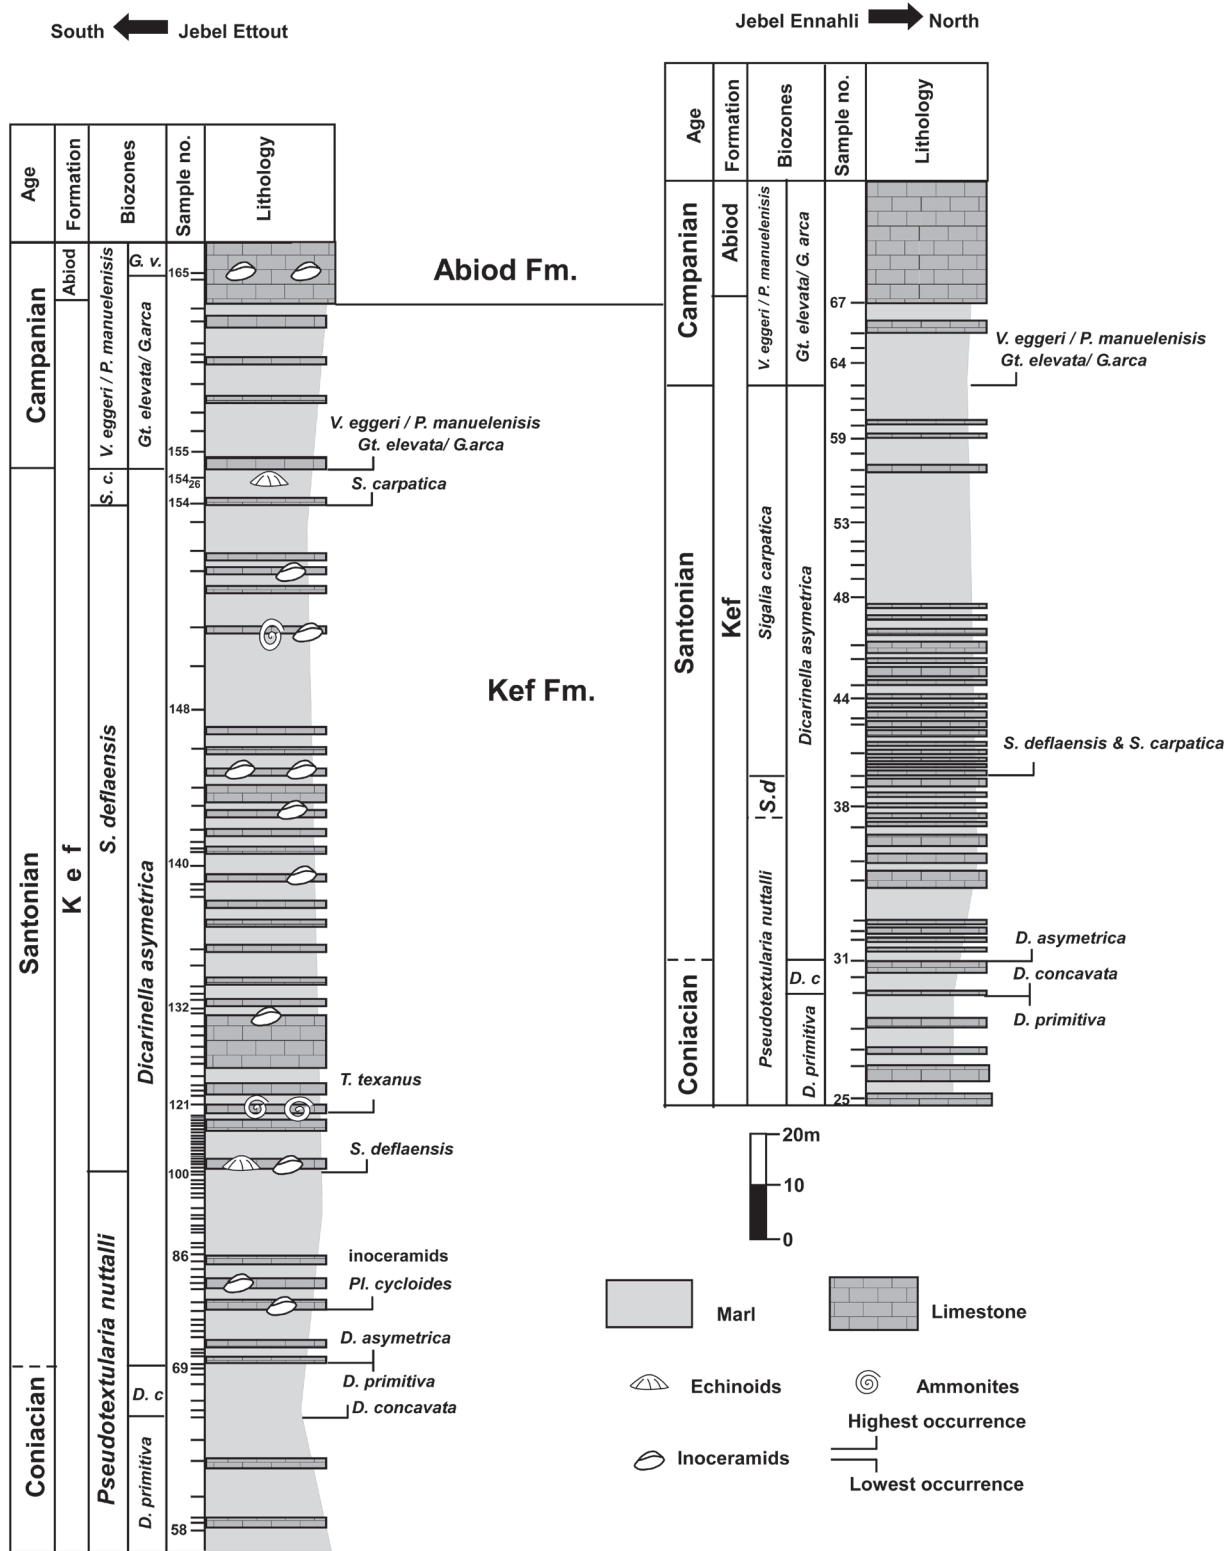 South
Jebel Ettout
Jebel Ennahli
North
Age
Formation
Biozones
Sample no.
Lithology
Campanian
Santonian
Coniacian
Abiod
K e f
V. eggeri / P. manuelenisis
S. c.
S. deflaensis
Pseudotextularia nuttalli
G. v.
Gt. elevata/ G.arca
Dicarinella asymetrica
D. c
D. primitiva
165
155
154
26
154
148
140
132
121
100
86
69
58
V. eggeri / P. manuelenisis
Gt. elevata/ G.arca
S. carpatica
T. texanus
S. deflaensis
inoceramids
Pl. cycloides
D. asymetrica
D. primitiva
D. concavata
Abiod Fm.
Kef Fm.
Age
Formation
Biozones
Sample no.
Lithology
Campanian
Santonian
Coniacian
Abiod
Kef
V. eggeri / P. manuelenisis
Sigalia carpatica
S.d
Pseudotextularia nuttalli
Gt. elevata/ G. arca
Dicarinella asymetrica
D. c
D. primitiva
67
64
59
53
48
44
38
31
25
V. eggeri / P. manuelenisis
Gt. elevata/ G.arca
S. deflaensis & S. carpatica
D. asymetrica
D. concavata
D. primitiva
20m
10
0
Marl
Limestone
Echinoids
Ammonites
Inoceramids
Highest occurrence
Lowest occurrence